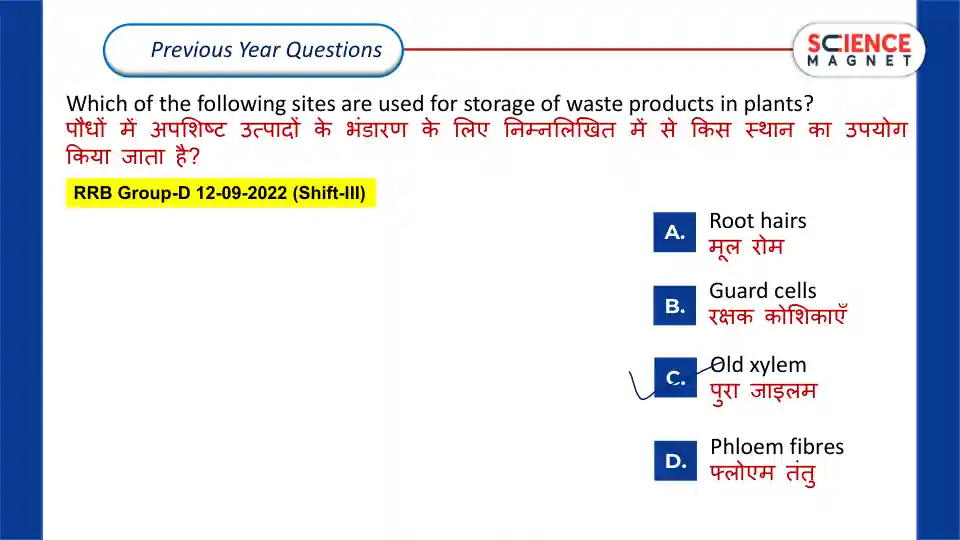 Previous Year Questions
SCIENCE
MAGNET
Which of the following sites are used for storage of waste products in plants?
पौधों में अपशिष्ट उत्पादों के भंडारण के लिए निम्नलिखित में से किस स्थान का उपयोग
किया जाता है?
RRB Group-D 12-09-2022 (Shift-III)
A. Root hairs
मूल रोम
B. Guard cells
रक्षक कोशिकाएँ
C. Old xylem
पुरा जाइलम
D. Phloem fibres
फ्लोएम तंतु